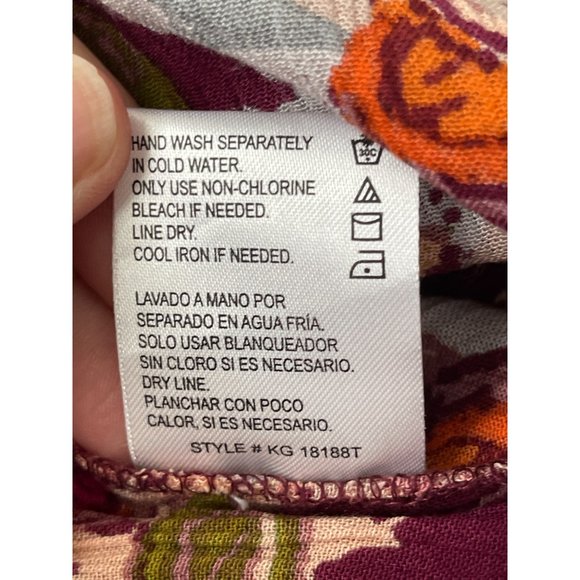 HAND WASH SEPARATELY
IN COLD WATER.
ONLY USE NON-CHLORINE
BLEACH IF NEEDED.
LINE DRY.
COOL IRON IF NEEDED.
30C
LAVADO A MANO POR
SEPARADO EN AGUA FRÍA.
SOLO USAR BLANQUEADOR
SIN CLORO SI ES NECESARIO.
DRY LINE.
PLANCHAR CON POCO
CALOR, SI ES NECESARIO.
STYLE # KG 18188T